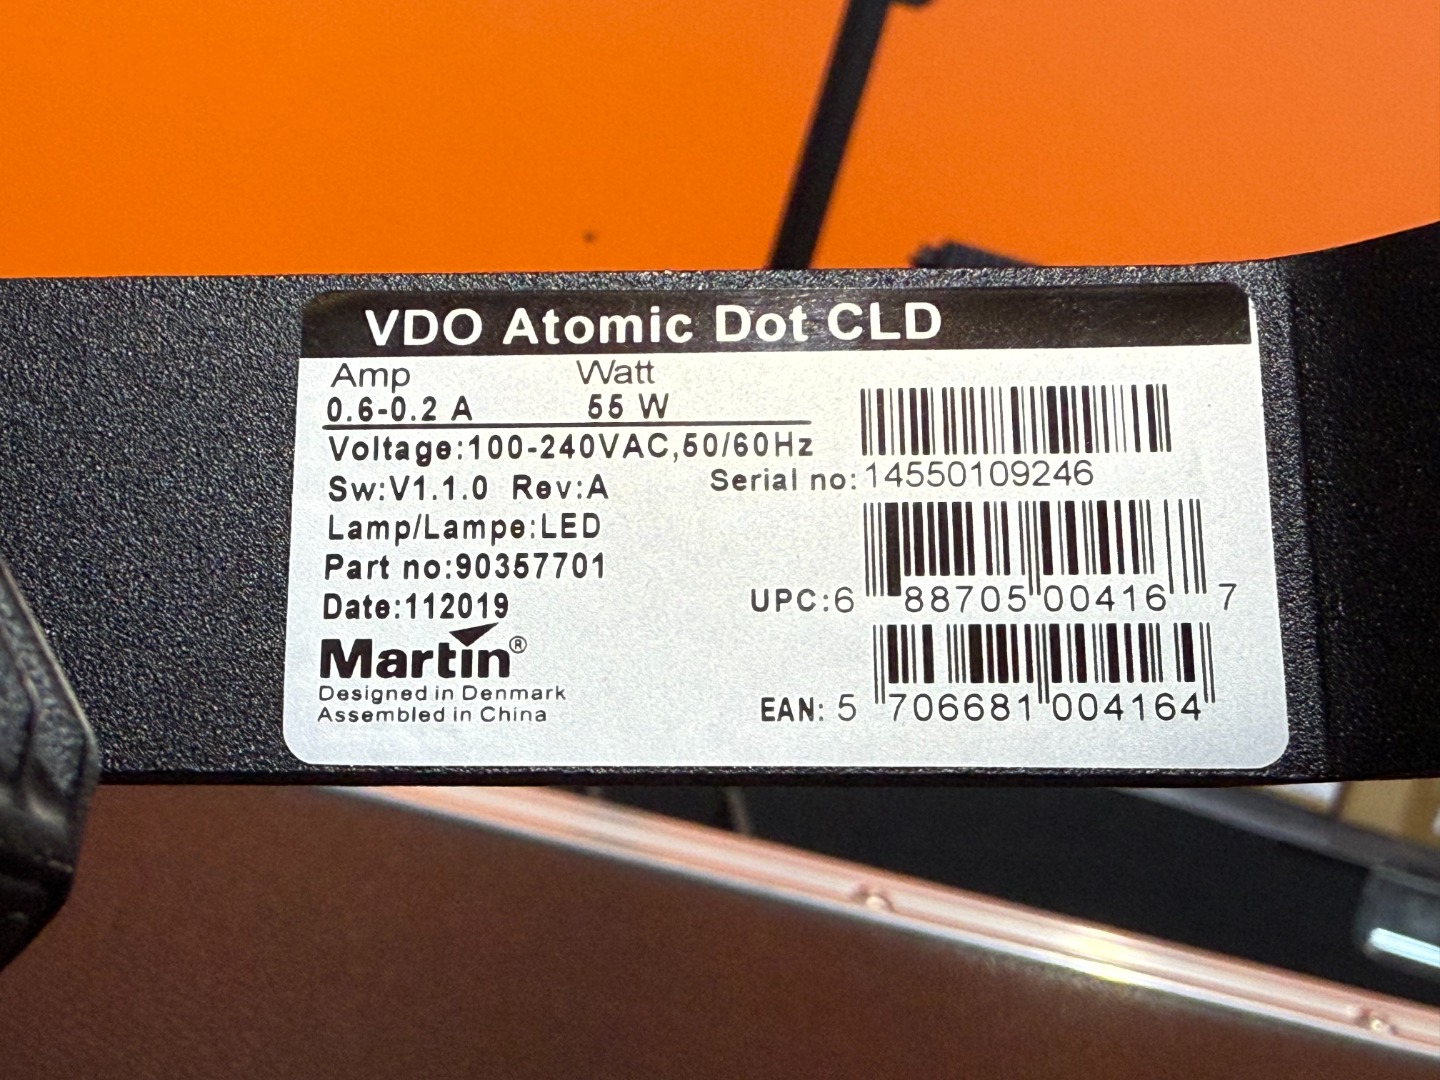 VDO Atomic Dot CLD
Amp Watt
0.6-0.2 A 55 W
Voltage:100-240VAC,50/60Hz
Sw:V1.1.0 Rev:A
Serial no:14550109246
Lamp/Lampe:LED
Part no:90357701
Date:112019
UPC:6 88705 00416 7
Martin®
Designed in Denmark
Assembled in China
EAN: 5 706681 004164